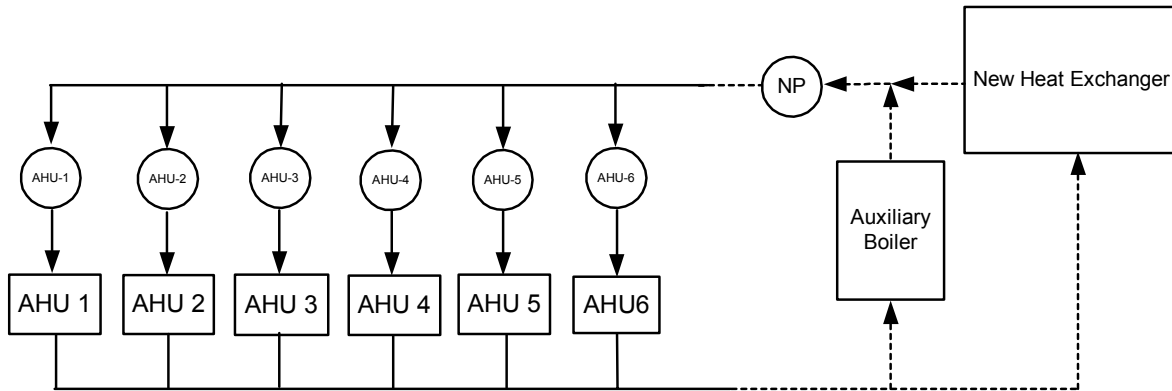 NP
New Heat Exchanger
AHU-1
AHU-2
AHU-3
AHU-4
AHU-5
AHU-6
Auxiliary
Boiler
AHU 1
AHU 2
AHU 3
AHU 4
AHU 5
AHU6